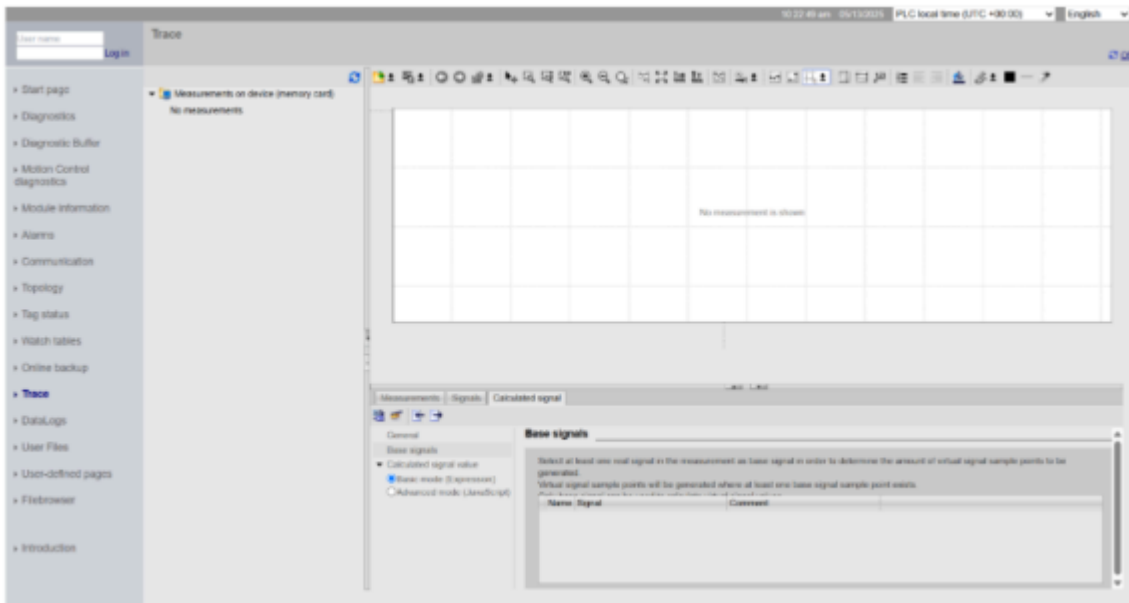 10:22:49 am 05/13/2025 PLC local time (UTC +00:00) English
User name
Log in
Trace
Start page
Diagnostics
Diagnostic Buffer
Motion Control
diagnostics
Module information
Alarms
Communication
Topology
Tag status
Watch tables
Online backup
Trace
DataLogs
User Files
User-defined pages
Filebrowser
Introduction
Measurements on device (memory card)
No measurements
No measurement is shown
Measurements Signals Calculated signal
General
Base signals
Calculated signal value
Basic mode (Expression)
Advanced mode (JavaScript)
Base signals
Select at least one real signal in the measurement as base signal in order to determine the amount of virtual signal sample points to be
generated.
Virtual signal sample points will be generated where at least one base signal sample point exists.
Name Signal Comment